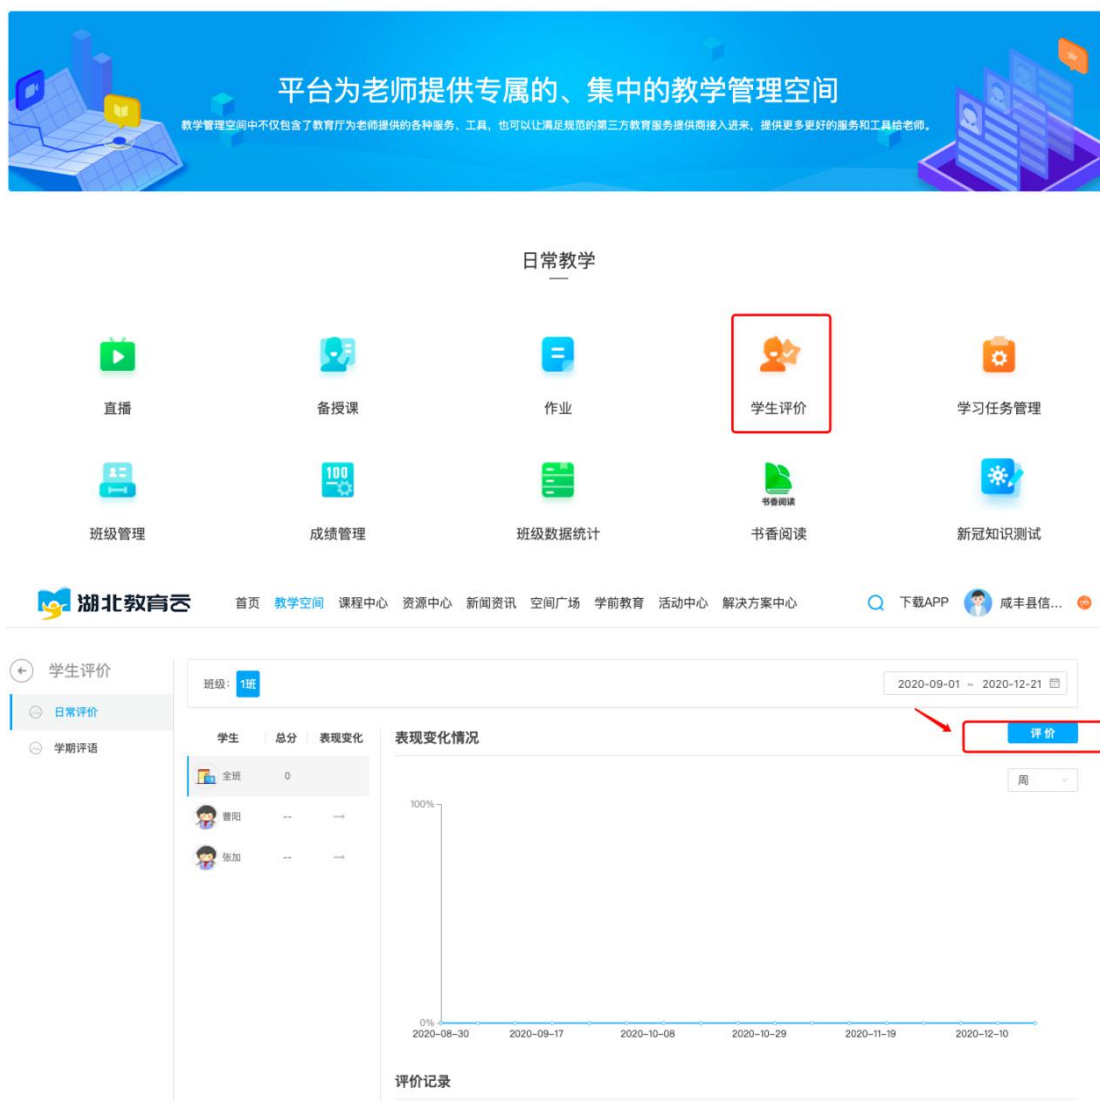 平台为老师提供专属的、集中的教学管理空间
教学管理空间中不仅包含了教育厅为老师提供的各种服务、工具，也可以让满足规范的第三方教育服务提供商接入进来，提供更多更好的服务和工具给老师。
日常教学
直播 备授课 作业 学生评价 学习任务管理
100
书香阅读
班级管理 成绩管理 班级数据统计 书香阅读 新冠知识测试
湖北教育云 首页 教学空间 课程中心 资源中心 新闻资讯 空间广场 学前教育 活动中心 解决方案中心 下载APP 咸丰县信...
学生评价
班级： 1班 2020-09-01 ~ 2020-12-21
日常评价
学期评语
学生 总分 表现变化 表现变化情况 评 价
全班 0 周
曹阳 --
张加 --
100%
0%
2020-08-30 2020-09-17 2020-10-08 2020-10-29 2020-11-19 2020-12-10
评价记录